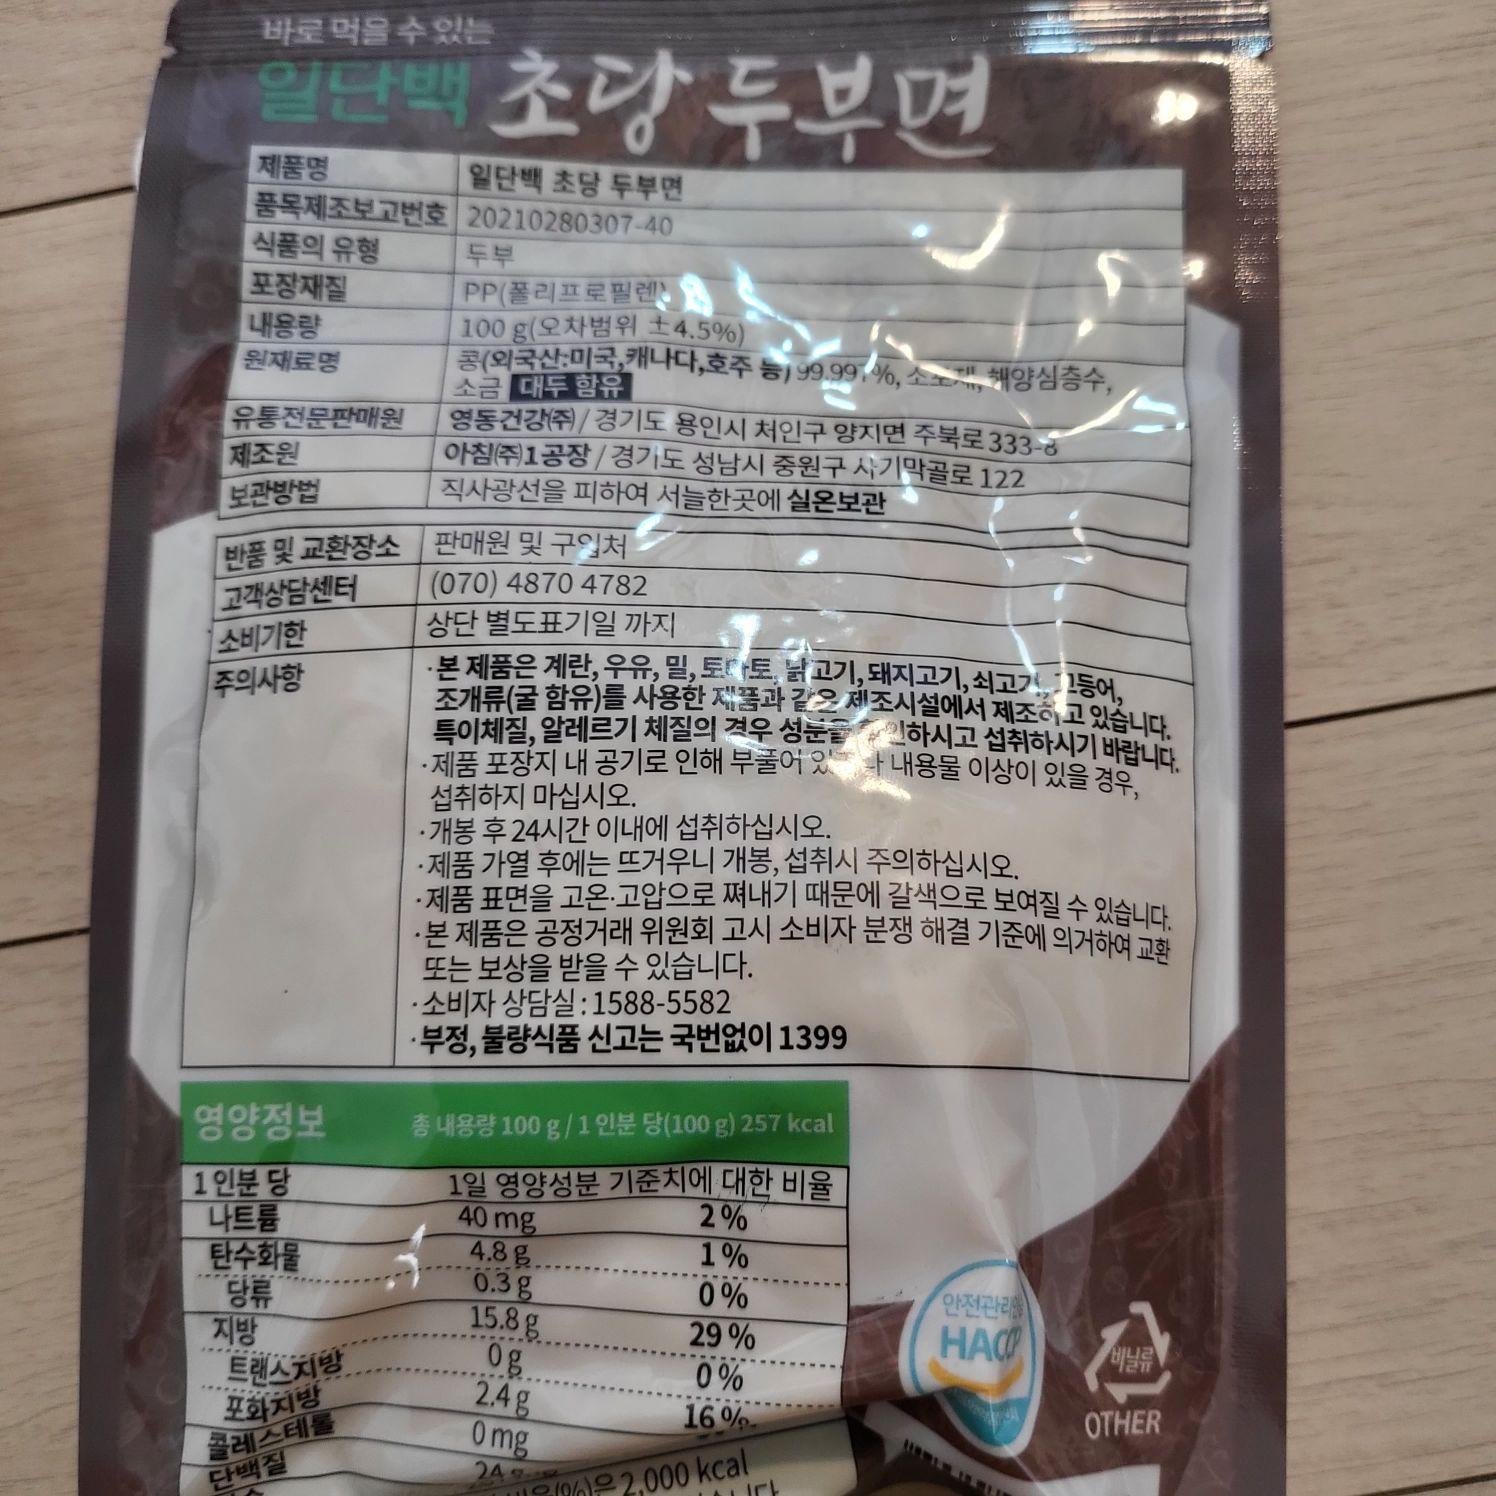 바로 먹을 수 있는
일단백 초당 두부면
제품명 일단백 초당 두부면
품목제조보고번호 20210280307-40
식품의 유형 두부
포장재질 PP(폴리프로필렌)
내용량 100 g(오차범위 ±4.5%)
원재료명 콩(외국산:미국,캐나다,호주 등) 해양심층수,
소금 대두 함유
유통전문판매원 영동건강(주) / 경기도 용인시 처인구 양지면 주북로 333-8
제조원 아침(주)1공장 / 경기도 성남시 중원구 사기막골로 122
보관방법 직사광선을 피하여 서늘한곳에 실온보관
반품 및 교환장소 판매원 및 구입처
고객상담센터 (070) 4870 4782
소비기한 상단 별도표기일 까지
주의사항 ·본 제품은 계란, 우유, 밀, 토마토, 닭고기, 돼지고기, 쇠고기, 고등어,
조개류(굴 함유)를 사용한 제품과 같은 제조시설에서 제조하고 있습니다.
특이체질, 알레르기 체질의 경우 성분을 확인하시고 섭취하시기 바랍니다.
·제품 포장지 내 공기로 인해 부풀어 내용물 이상이 있을 경우,
섭취하지 마십시오.
·개봉 후 24시간 이내에 섭취하십시오.
·제품 가열 후에는 뜨거우니 개봉, 섭취시 주의하십시오.
·제품 표면을 고온·고압으로 쪄내기 때문에 갈색으로 보여질 수 있습니다.
·본 제품은 공정거래 위원회 고시 소비자 분쟁 해결 기준에 의거하여 교환
또는 보상을 받을 수 있습니다.
·소비자 상담실 : 1588-5582
·부정, 불량식품 신고는 국번없이 1399
영양정보 총 내용량 100 g / 1 인분 당(100 g) 257 kcal
1 인분 당 1일 영양성분 기준치에 대한 비율
나트륨 40 mg 2 %
탄수화물 4.8 g 1 %
당류 0.3 g 0 %
지방 15.8 g 29 %
트랜스지방 0 g 0 %
포화지방 2.4 g 16 %
콜레스테롤 0 mg
단백질 24
2,000 kcal
안전관리인증
HACCP
비닐류
OTHER